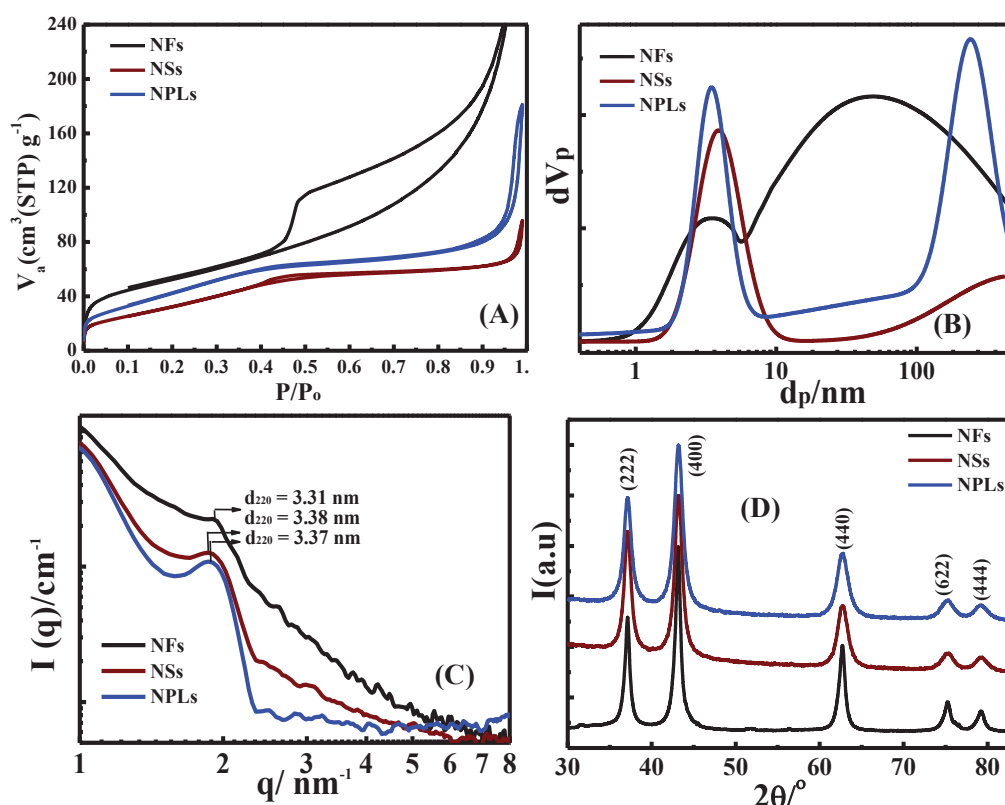 240
200
160
120
80
40
0
V_a (cm³(STP) g⁻¹
NFs
NSs
NPLs
(A)
0.0 0.1 0.2 0.3 0.4 0.5 0.6 0.7 0.8 0.9 1.
P/P₀
dVp
NFs
NSs
NPLs
(B)
1 10 100
dp/nm
I (q)/cm⁻¹
d₂₂₀ = 3.31 nm
d₂₂₀ = 3.38 nm
d₂₂₀ = 3.37 nm
NFs
NSs
NPLs
(C)
1 2 3 4 5 6 7 8
q/ nm⁻¹
I(a.u)
NFs
NSs
NPLs
(222)
(400)
(440)
(622)
(444)
(D)
30 40 50 60 70 80
2θ/°